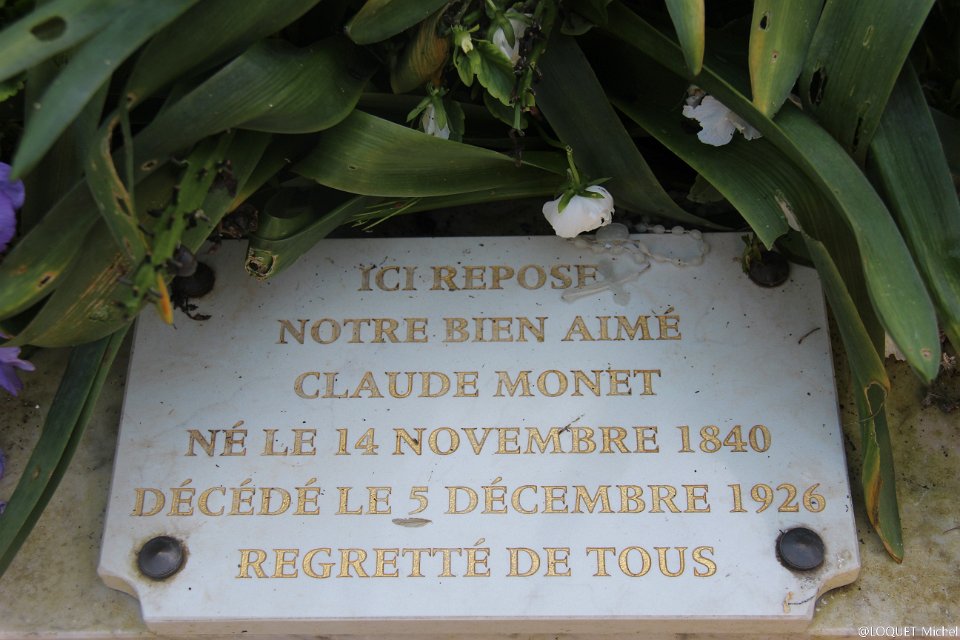 ICI REPOSE
NOTRE BIEN AIMÉ
CLAUDE MONET
NÉ LE 14 NOVEMBRE 1840
DÉCÉDÉ LE 5 DÉCEMBRE 1926
REGRETTÉ DE TOUS
@LOQUET Michel